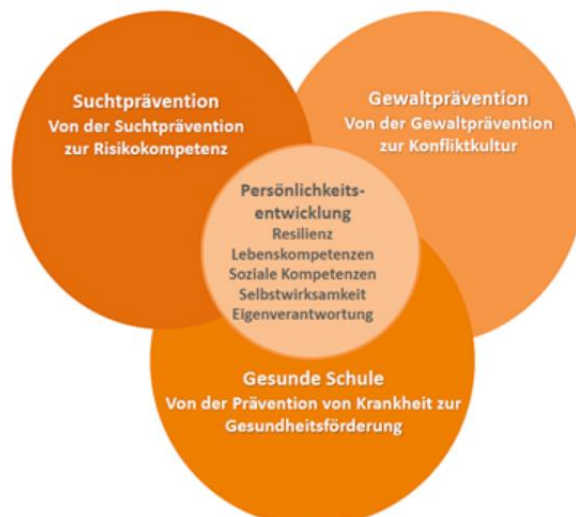 Suchtprävention
Von der Suchtprävention
zur Risikokompetenz
Gewaltprävention
Von der Gewaltprävention
zur Konfliktkultur
Persönlichkeits-
entwicklung
Resilienz
Lebenskompetenzen
Soziale Kompetenzen
Selbstwirksamkeit
Eigenverantwortung
Gesunde Schule
Von der Prävention von Krankheit zur
Gesundheitsförderung